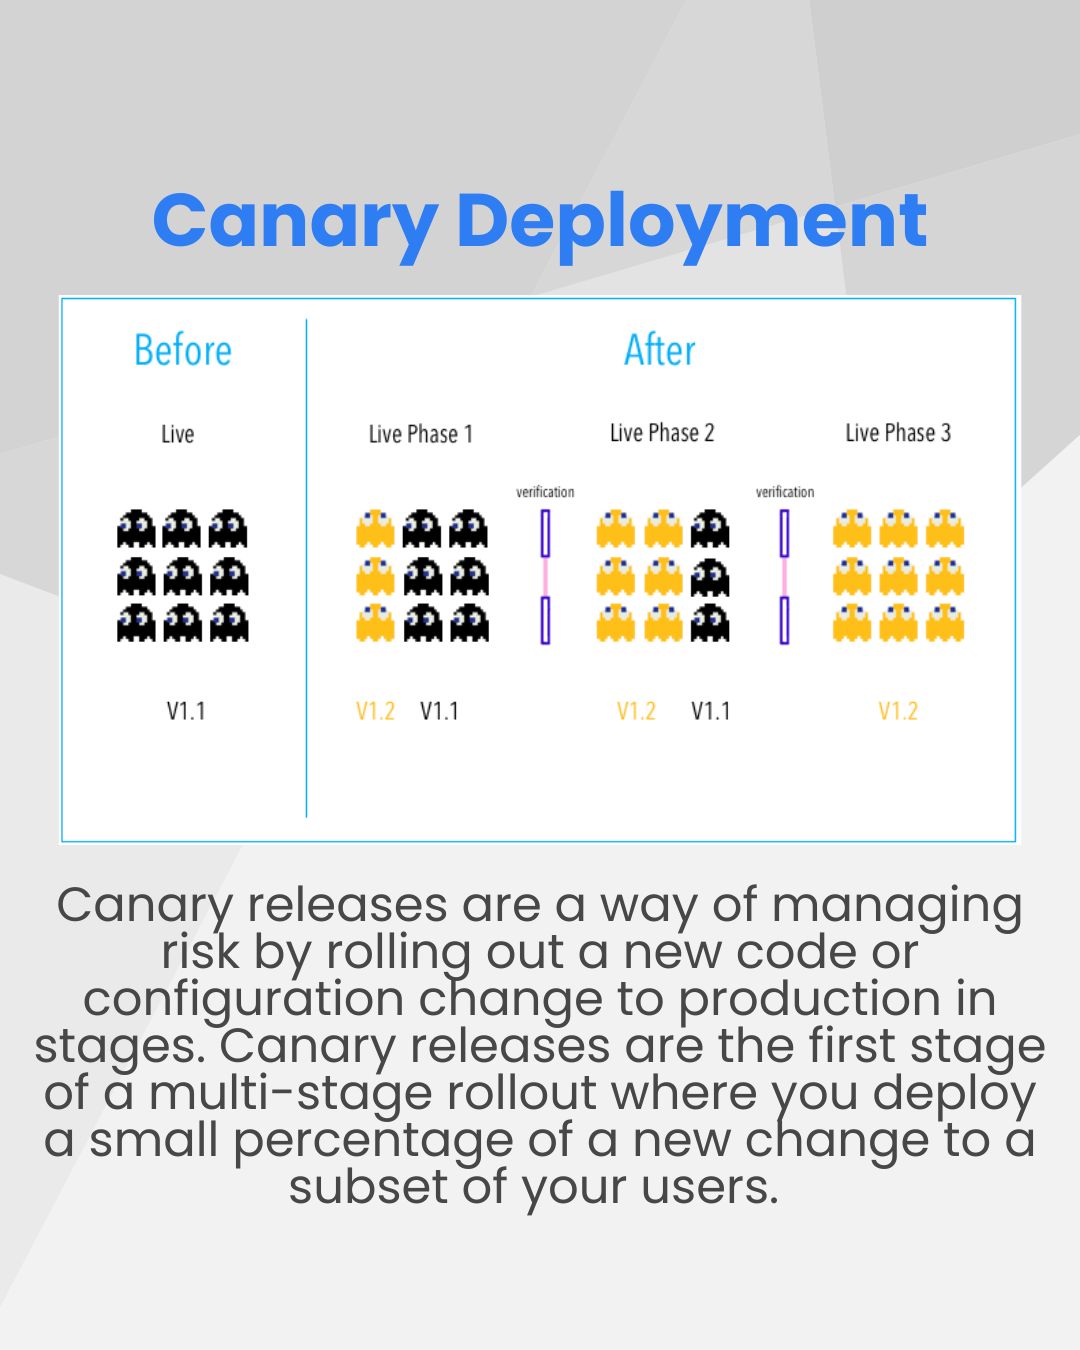 Canary Deployment
Before
After
Live
Live Phase 1
Live Phase 2
Live Phase 3
verification
verification
V1.1
V1.2 V1.1
V1.2 V1.1
V1.2
Canary releases are a way of managing
risk by rolling out a new code or
configuration change to production in
stages. Canary releases are the first stage
of a multi-stage rollout where you deploy
a small percentage of a new change to a
subset of your users.